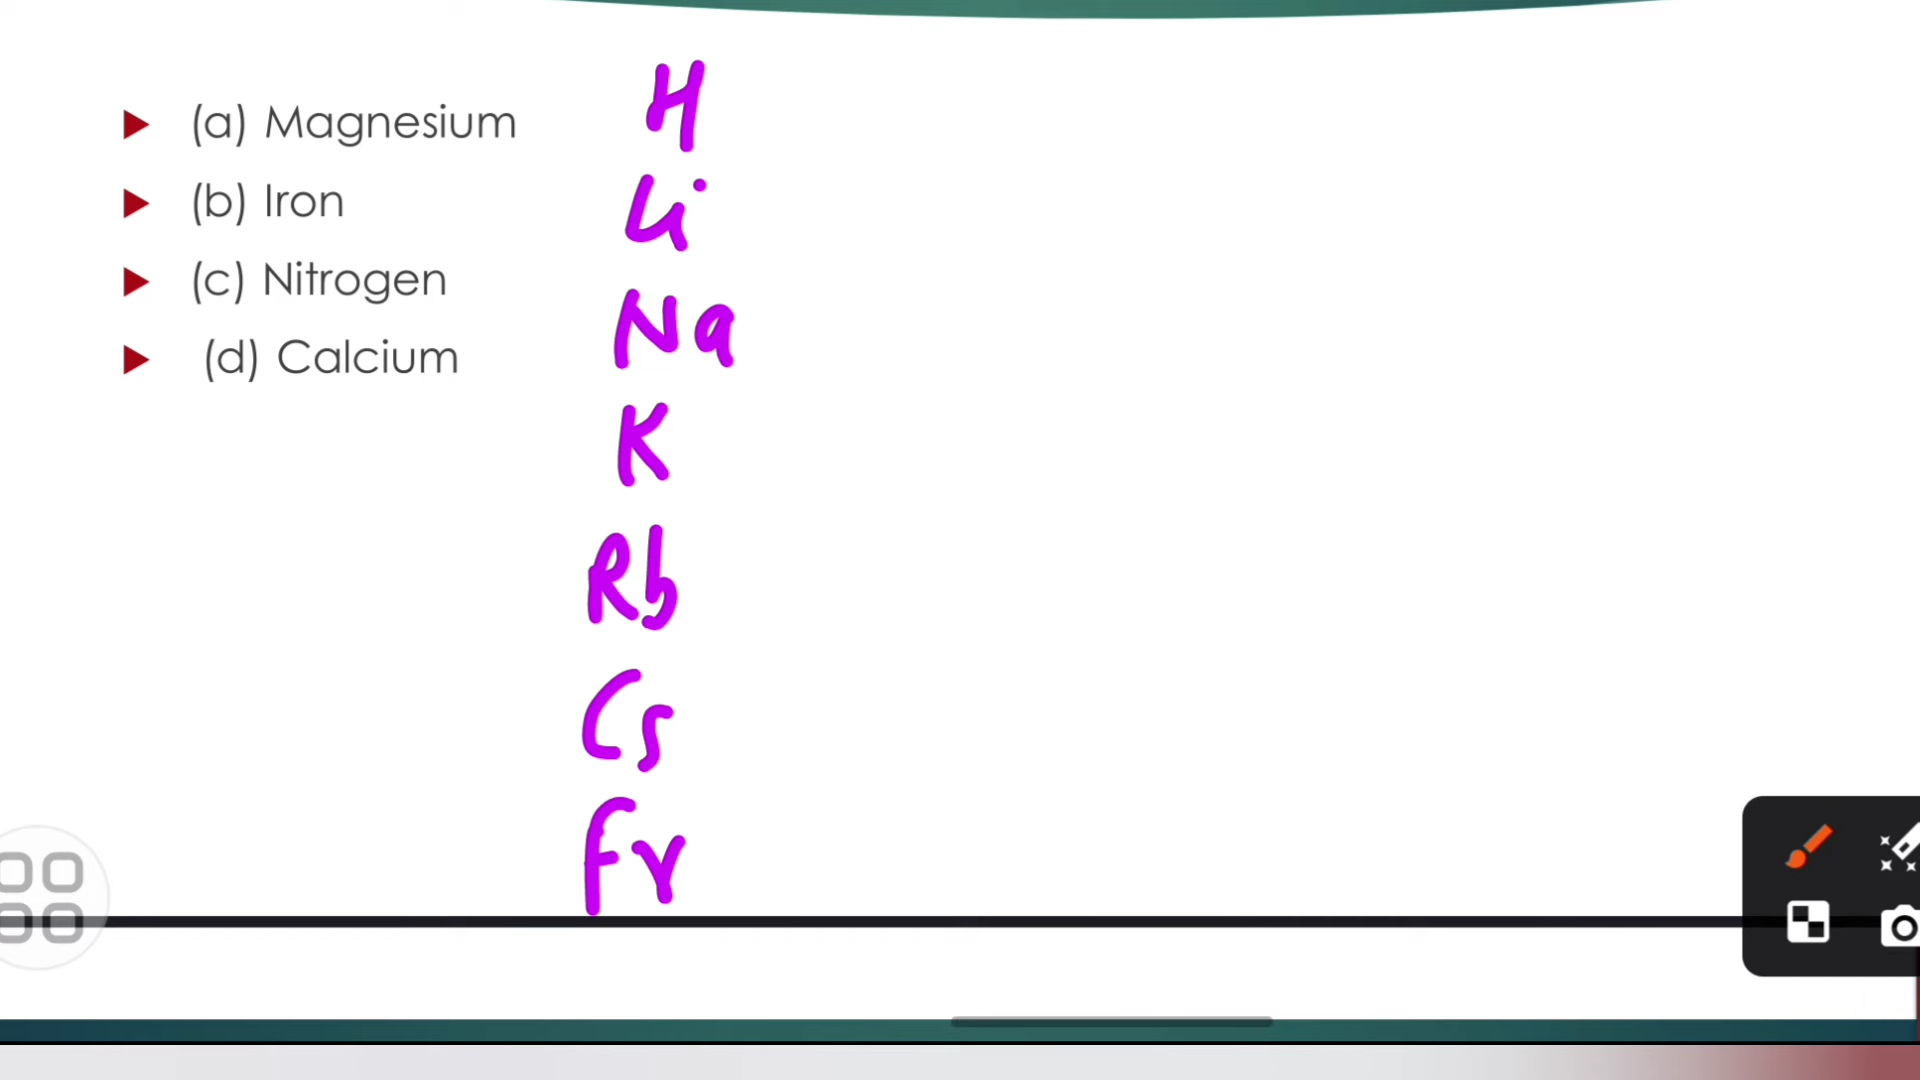 (a) Magnesium
(b) Iron
(c) Nitrogen
(d) Calcium
H
Li
Na
K
Rb
Cs
Fr